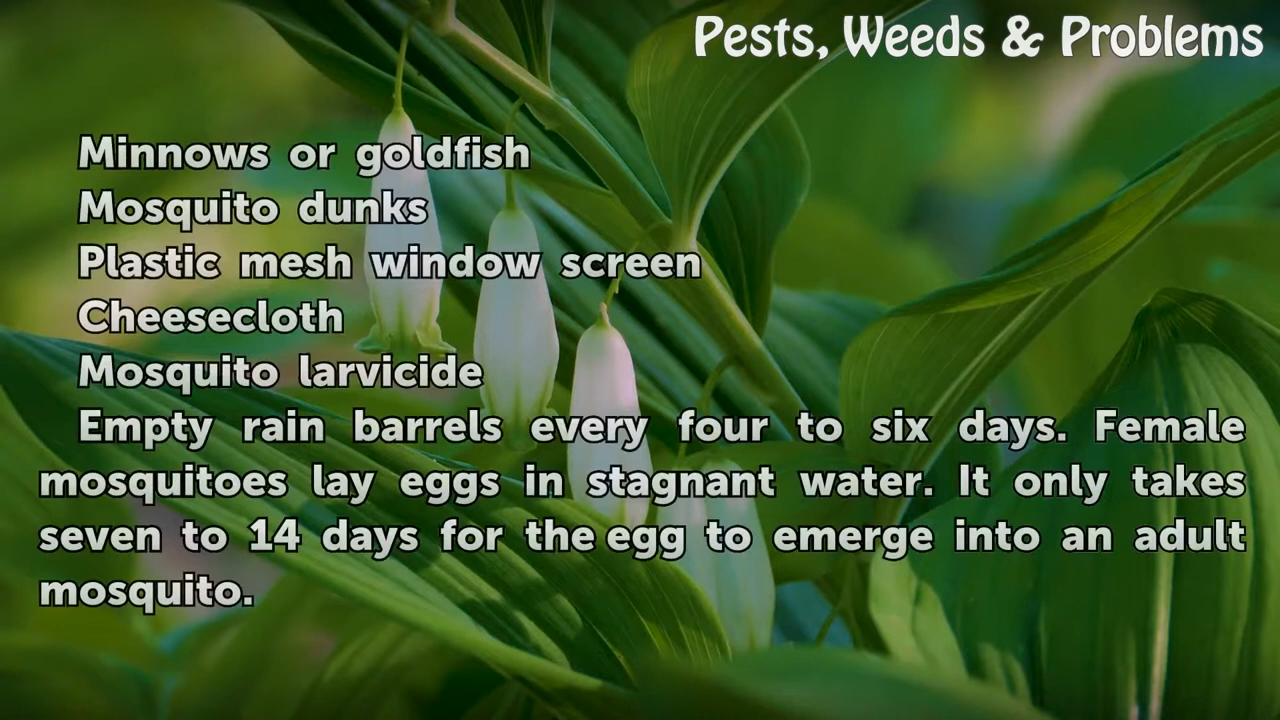 Pests, Weeds & Problems
Minnows or goldfish
Mosquito dunks
Plastic mesh window screen
Cheesecloth
Mosquito larvicide
Empty rain barrels every four to six days. Female
mosquitoes lay eggs in stagnant water. It only takes
seven to 14 days for the egg to emerge into an adult
mosquito.